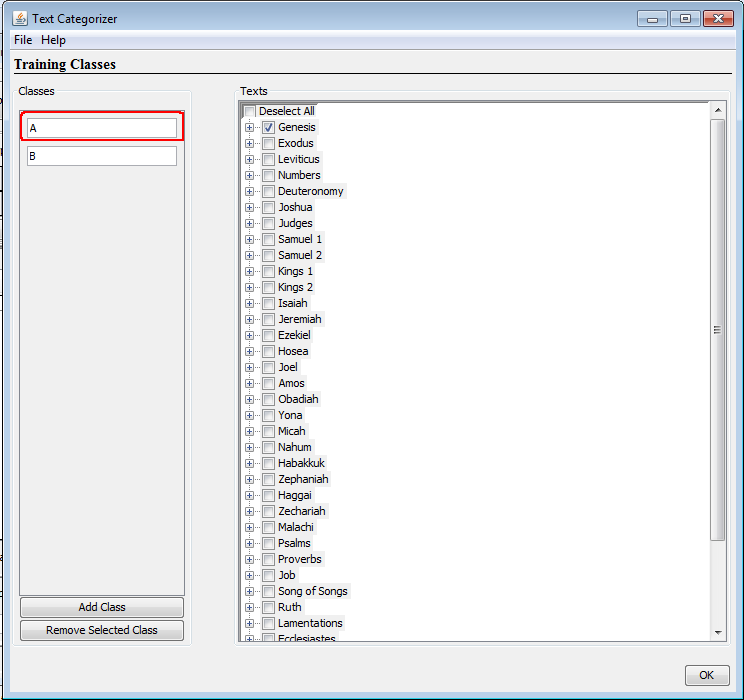 Text Categorizer
File Help
Training Classes
Classes
A
B
Add Class
Remove Selected Class
Texts
Deselect All
Genesis
Exodus
Leviticus
Numbers
Deuteronomy
Joshua
Judges
Samuel 1
Samuel 2
Kings 1
Kings 2
Isaiah
Jeremiah
Ezekiel
Hosea
Joel
Amos
Obadiah
Yona
Micah
Nahum
Habakkuk
Zephaniah
Haggai
Zechariah
Malachi
Psalms
Proverbs
Job
Song of Songs
Ruth
Lamentations
Ecclesiastes
OK